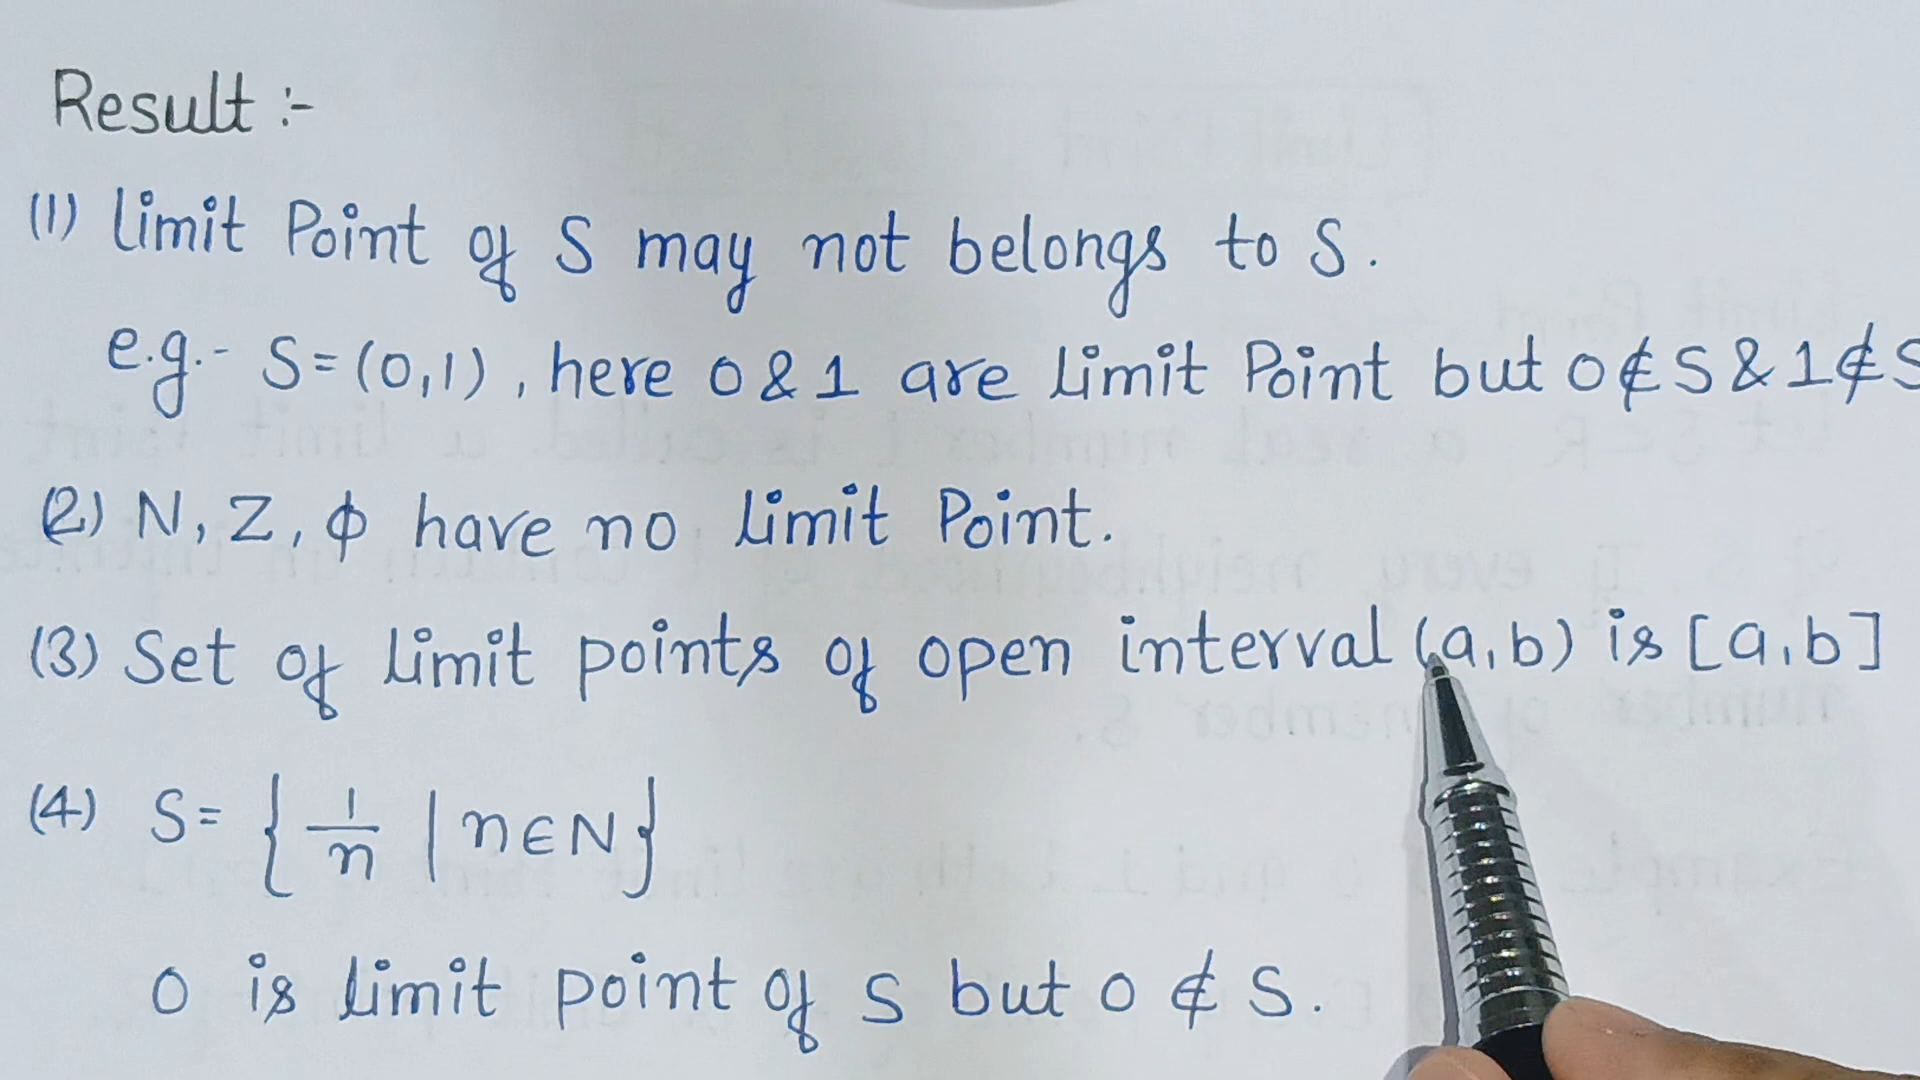 Result :-
(1) Limit Point of S may not belongs to S.
e.g.- S=(0,1), here 0 & 1 are Limit Point but 0∉S & 1∉S
(2) N, Z, ϕ have no Limit Point.
(3) Set of Limit points of open interval (a,b) is [a,b]
(4) S= { 1/n | n∈N}
0 is limit point of S but 0 ∉ S.